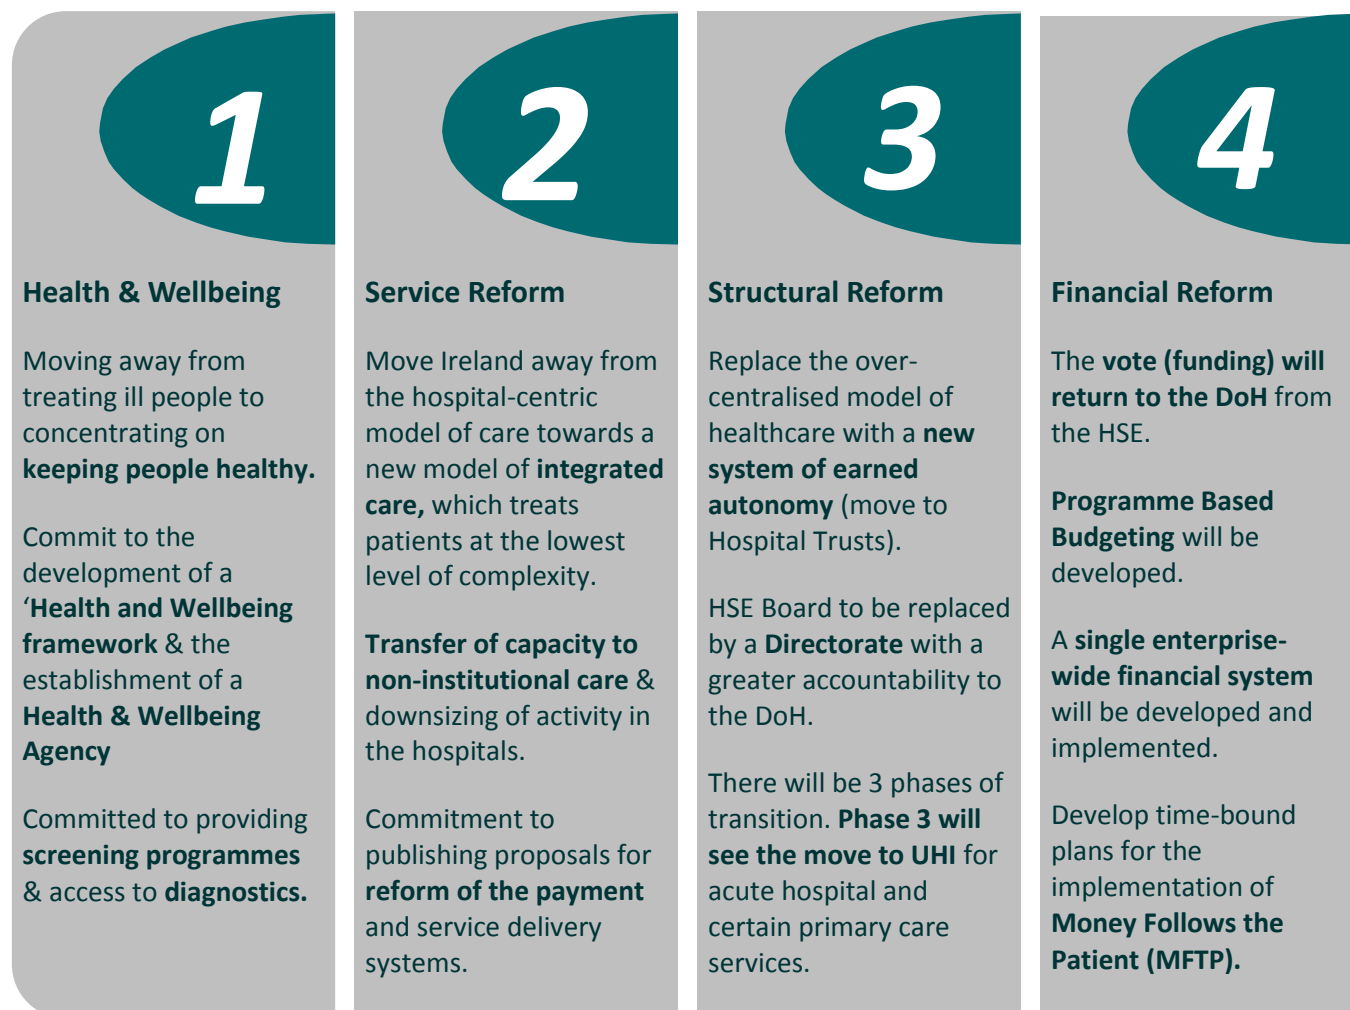 1
Health & Wellbeing
Moving away from
treating ill people to
concentrating on
keeping people healthy.
Commit to the
development of a
‘Health and Wellbeing
framework & the
establishment of a
Health & Wellbeing
Agency
Committed to providing
screening programmes
& access to diagnostics.
2
Service Reform
Move Ireland away from
the hospital-centric
model of care towards a
new model of integrated
care, which treats
patients at the lowest
level of complexity.
Transfer of capacity to
non-institutional care &
downsizing of activity in
the hospitals.
Commitment to
publishing proposals for
reform of the payment
and service delivery
systems.
3
Structural Reform
Replace the over-
centralised model of
healthcare with a new
system of earned
autonomy (move to
Hospital Trusts).
HSE Board to be replaced
by a Directorate with a
greater accountability to
the DoH.
There will be 3 phases of
transition. Phase 3 will
see the move to UHI for
acute hospital and
certain primary care
services.
4
Financial Reform
The vote (funding) will
return to the DoH from
the HSE.
Programme Based
Budgeting will be
developed.
A single enterprise-
wide financial system
will be developed and
implemented.
Develop time-bound
plans for the
implementation of
Money Follows the
Patient (MFTP).